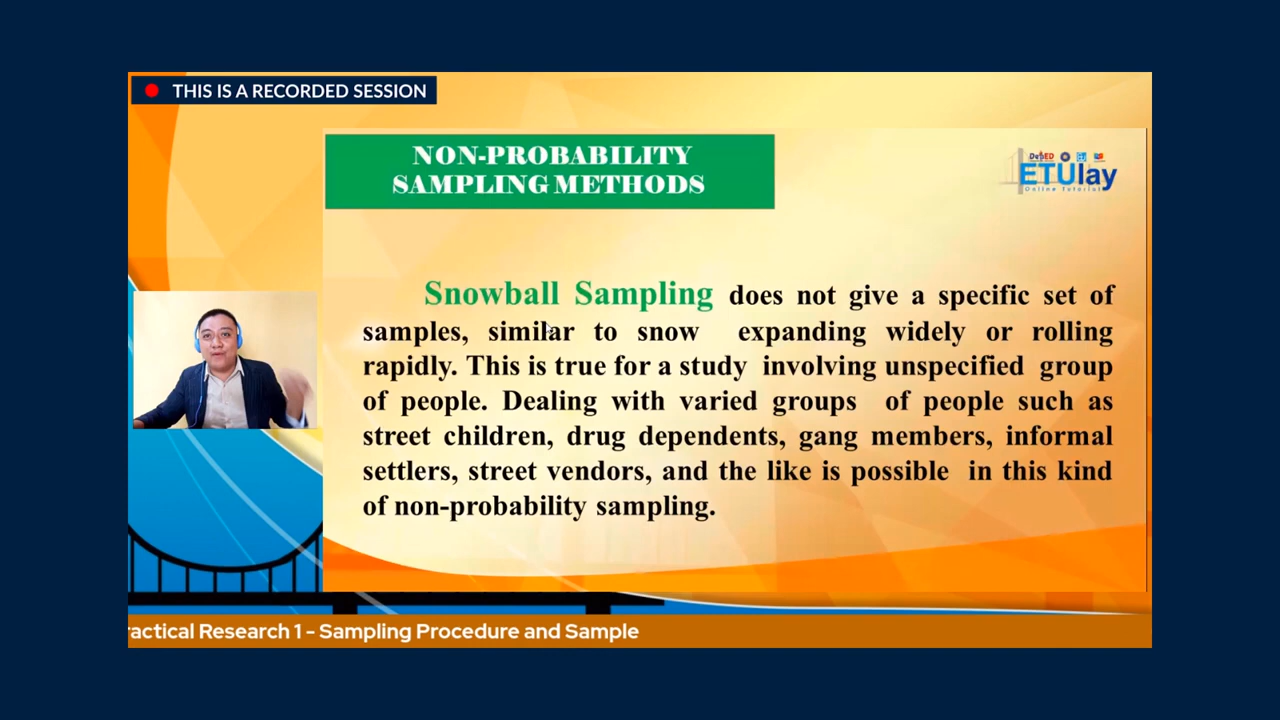 THIS IS A RECORDED SESSION
NON-PROBABILITY
SAMPLING METHODS
DepED
ETUlay
Online Tutorial
Snowball Sampling does not give a specific set of
samples, similar to snow expanding widely or rolling
rapidly. This is true for a study involving unspecified group
of people. Dealing with varied groups of people such as
street children, drug dependents, gang members, informal
settlers, street vendors, and the like is possible in this kind
of non-probability sampling.
ractical Research 1 - Sampling Procedure and Sample